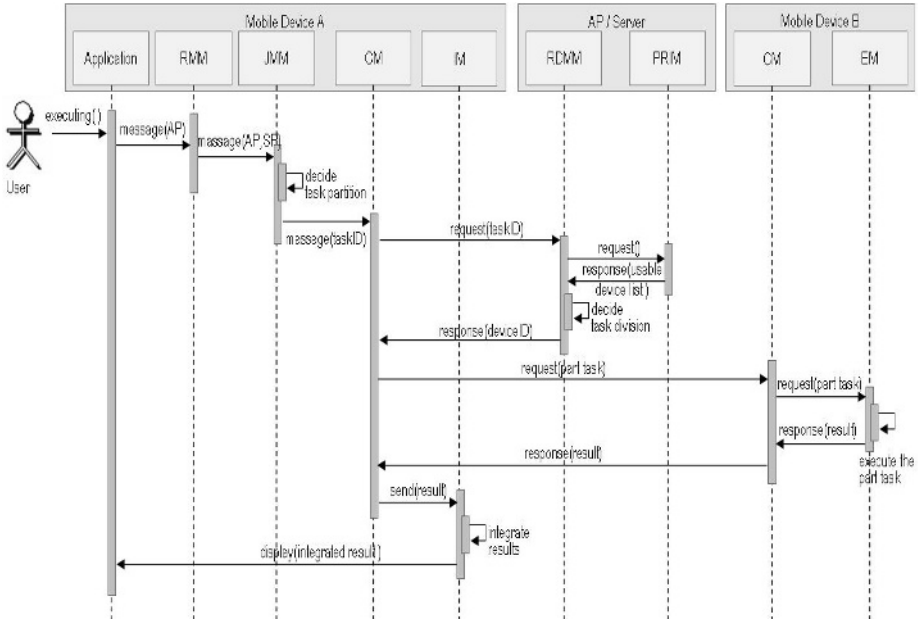 Mobile Device A
AP / Server
Mobile Device B
Application
RMM
JMM
CM
IM
RDMM
PRIM
CM
EM
executing( )
User
message(AP)
massage(AP,SP)
decide
task partition
message(taskID)
request(taskID)
request()
response(usable
device list )
decide
task division
response(deviceID)
request(part task)
request(part task)
response(result)
execute the
part task
response(result)
send(result)
integrate
results
display(integraled result )